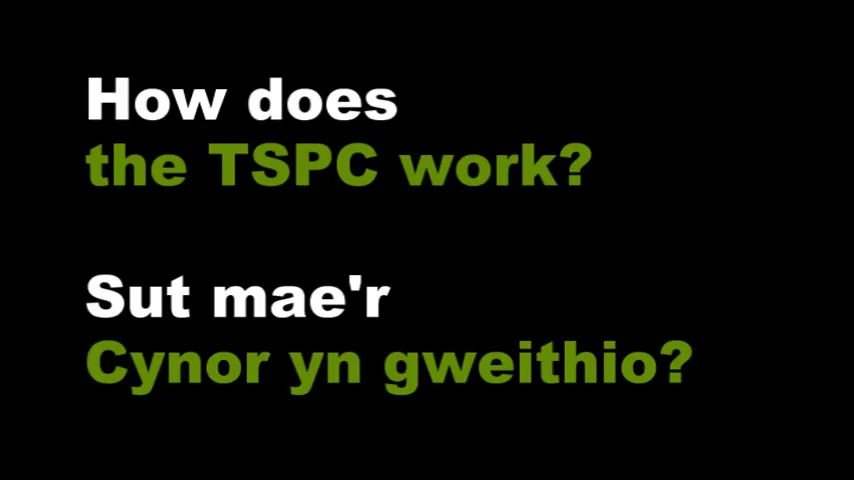 How does
the TSPC work?
Sut mae'r
Cynor yn gweithio?